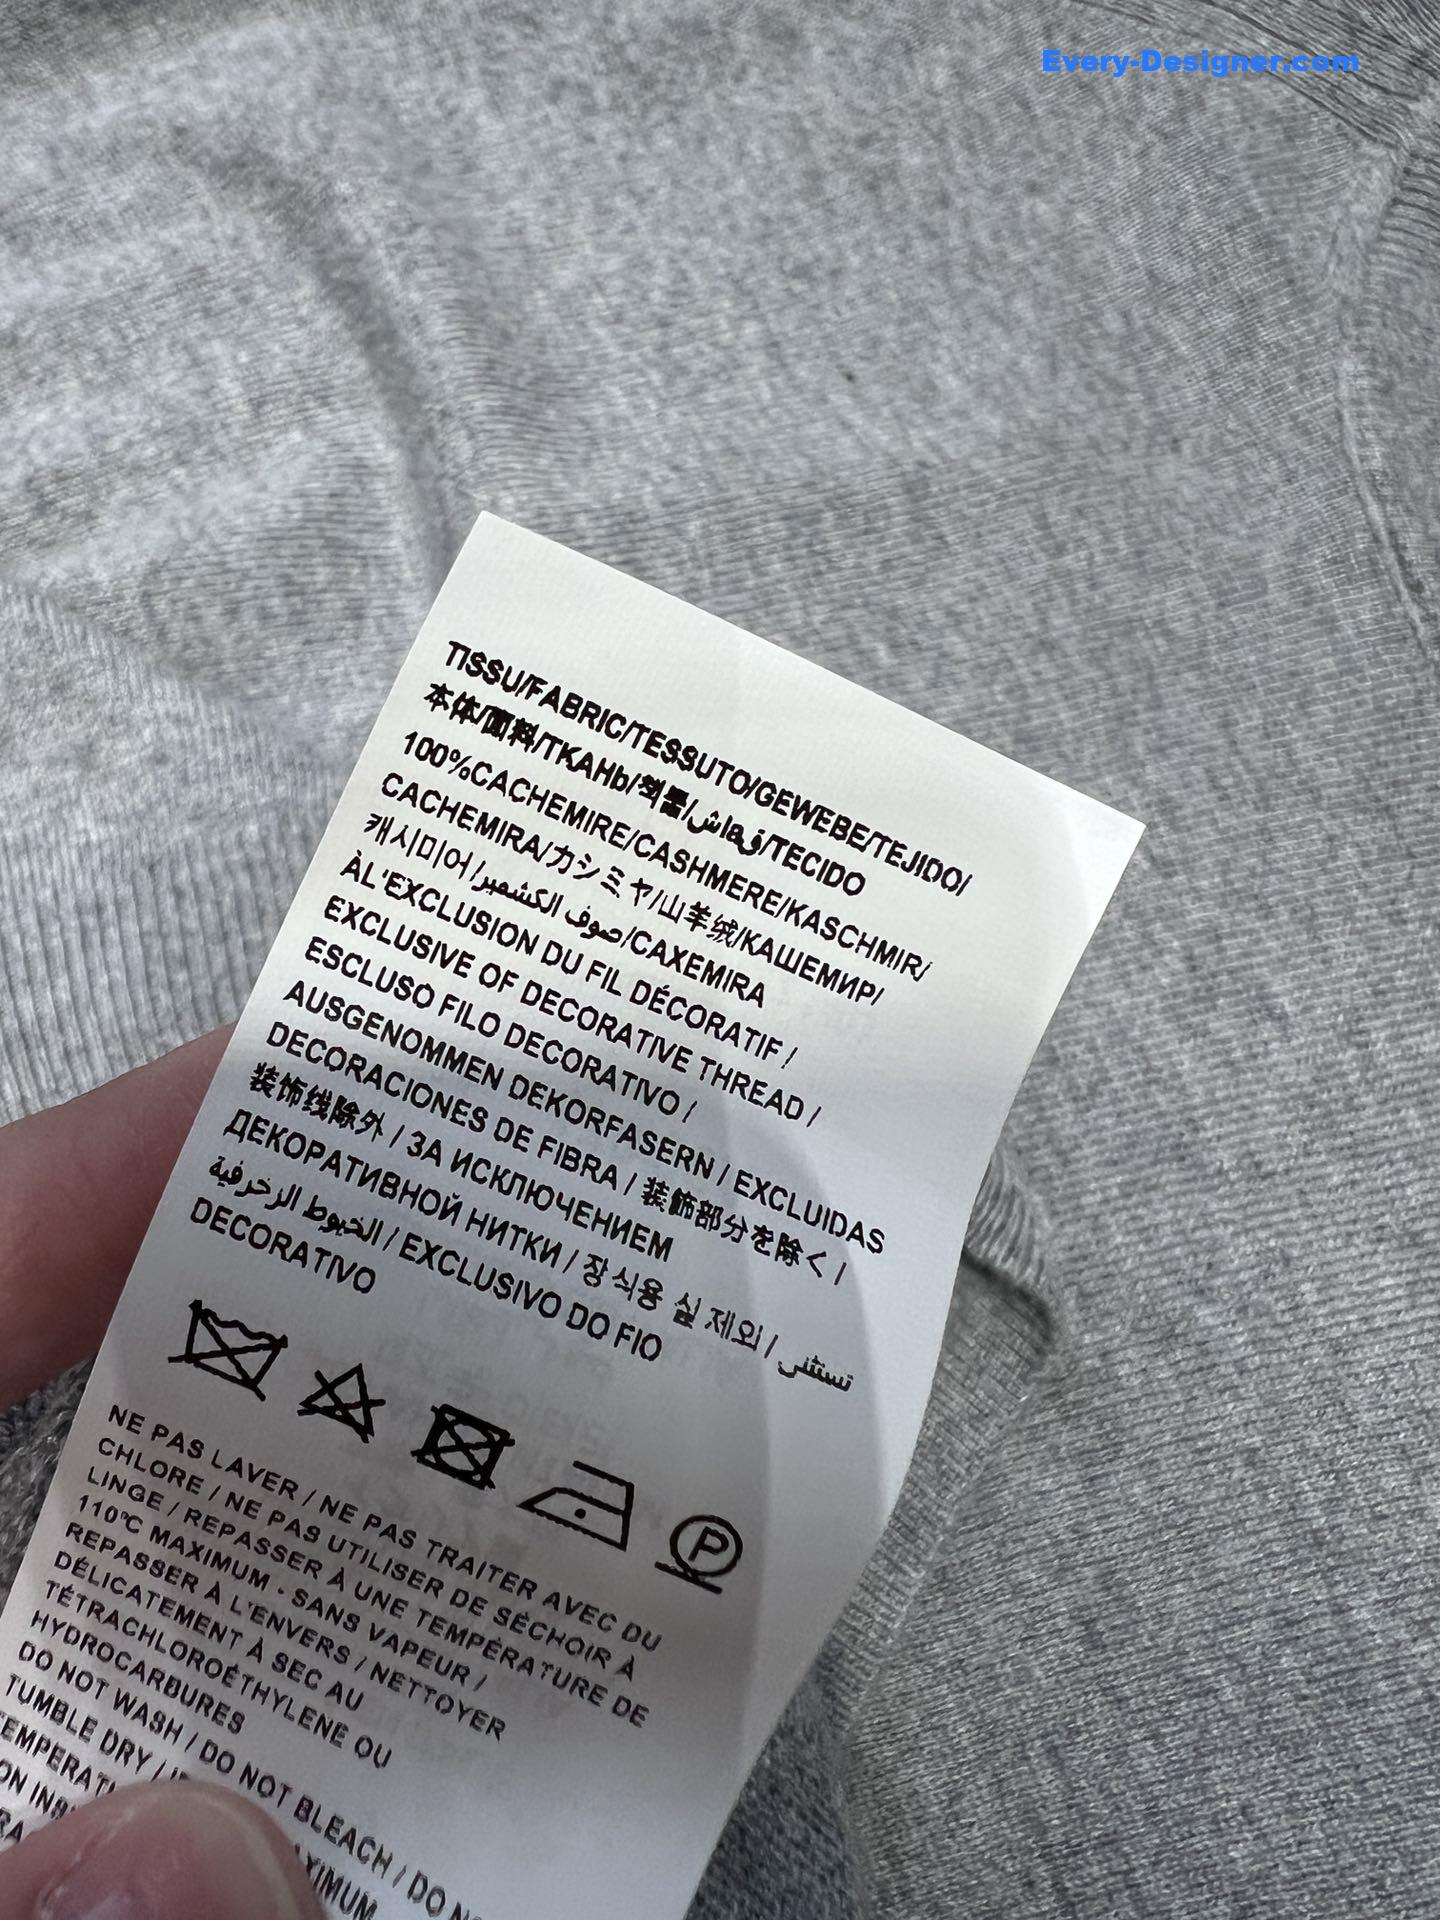 Every-Designer.com
TISSU/FABRIC/TESSUTO/GEWEBE/TEJIDO/
本体/面料/ТКАНЬ/책물/قماش/TECIDO
100%CACHEMIRE/CASHMERE/KASCHMIR/
CACHEMIRA/カシミヤ/山羊绒/КАШЕМИР/
캐시미어/صوف الكشمير/CAXEMIRA
ÀL'EXCLUSION DU FIL DÉCORATIF /
EXCLUSIVE OF DECORATIVE THREAD /
ESCLUSO FILO DECORATIVO /
AUSGENOMMEN DEKORFASERN / EXCLUIDAS
DECORACIONES DE FIBRA / 装飾部分を除く /
装饰线除外 / ЗА ИСКЛЮЧЕНИЕМ
ДЕКОРАТИВНОЙ НИТКИ / 장식용 실 제외 / تستثنى
الخيوط الزخرفية / EXCLUSIVO DO FIO
DECORATIVO
P
NE PAS LAVER / NE PAS TRAITER AVEC DU
CHLORE / NE PAS UTILISER DE SÉCHOIR À
LINGE / REPASSER À UNE TEMPÉRATURE DE
110°C MAXIMUM - SANS VAPEUR /
REPASSER À L'ENVERS / NETTOYER
DÉLICATEMENT À SEC AU
TÉTRACHLOROÉTHYLÈNE OU
HYDROCARBURES
DO NOT WASH / DO NOT BLEACH / DO
TUMBLE DRY /